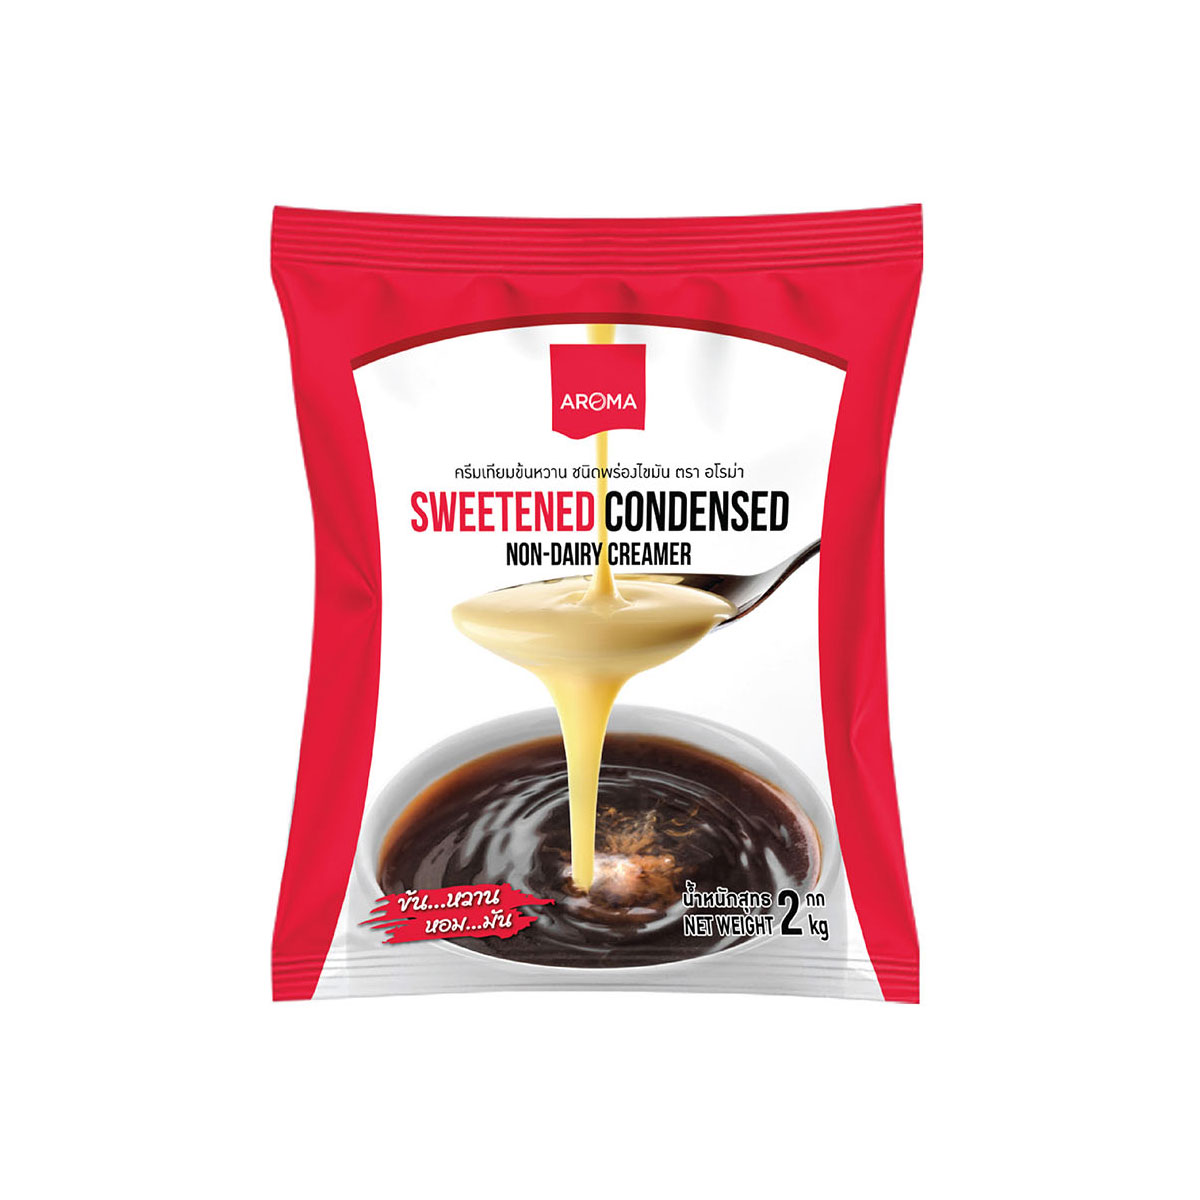 AROMA
ครีมเทียมข้นหวาน ชนิดพร่องไขมัน ตรา อโรม่า
SWEETENED CONDENSED
NON-DAIRY CREAMER
ข้น...หวาน
หอม...มัน
น้ำหนักสุทธ 2 กก
NET WEIGHT 2 kg